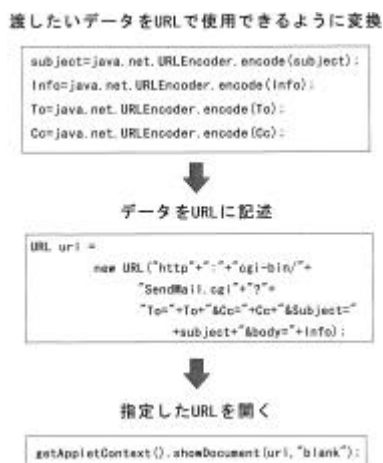 渡したいデータをURLで使用できるように変換
subject=java.net.URLEncoder.encode(subject);
Info=java.net.URLEncoder.encode(Info);
To=java.net.URLEncoder.encode(To);
Cc=java.net.URLEncoder.encode(Cc);
データをURLに記述
URL url =
new URL("http"+":"+"cgi-bin/"+
"SendMail.cgi"+"?"+
"To="+To+"&Cc="+Cc+"&Subject="
+subject+"&body="+Info);
指定したURLを開く
getAppletContext().showDocument(url,"blank");